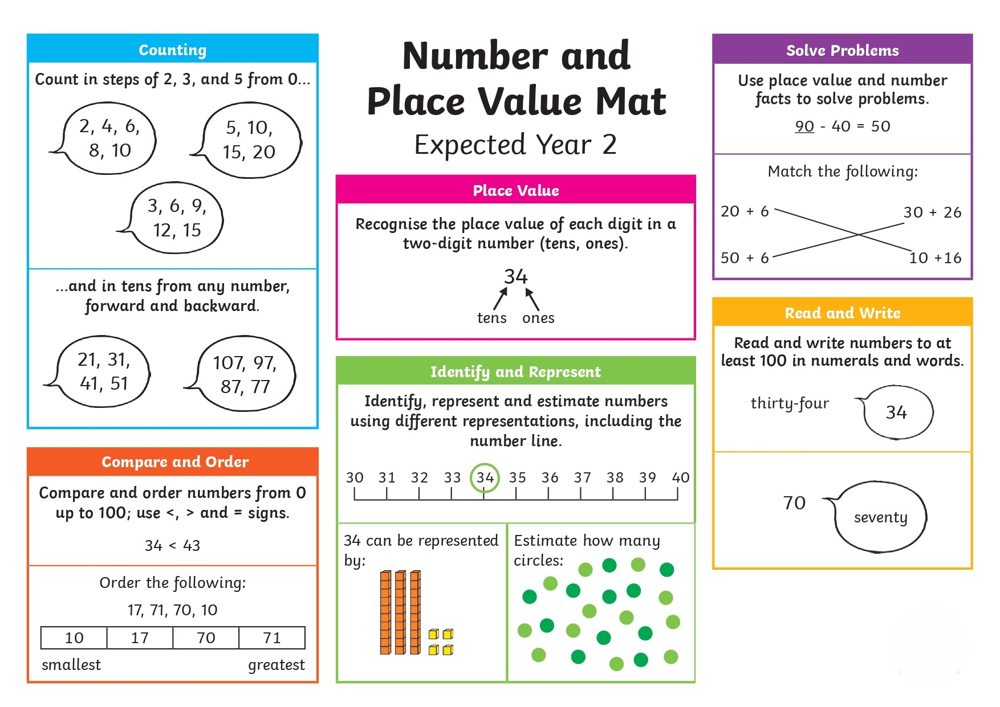 Number and
Place Value Mat
Expected Year 2
Counting
Count in steps of 2, 3, and 5 from 0...
2, 4, 6,
8, 10
5, 10,
15, 20
3, 6, 9,
12, 15
...and in tens from any number,
forward and backward.
21, 31,
41, 51
107, 97,
87, 77
Compare and Order
Compare and order numbers from 0
up to 100; use <, > and = signs.
34 < 43
Order the following:
17, 71, 70, 10
10 17 70 71
smallest greatest
Place Value
Recognise the place value of each digit in a
two-digit number (tens, ones).
34
tens ones
Identify and Represent
Identify, represent and estimate numbers
using different representations, including the
number line.
30 31 32 33 34 35 36 37 38 39 40
34 can be represented
by:
Estimate how many
circles:
Solve Problems
Use place value and number
facts to solve problems.
90 - 40 = 50
Match the following:
20 + 6 30 + 26
50 + 6 10 +16
Read and Write
Read and write numbers to at
least 100 in numerals and words.
thirty-four 34
70 seventy